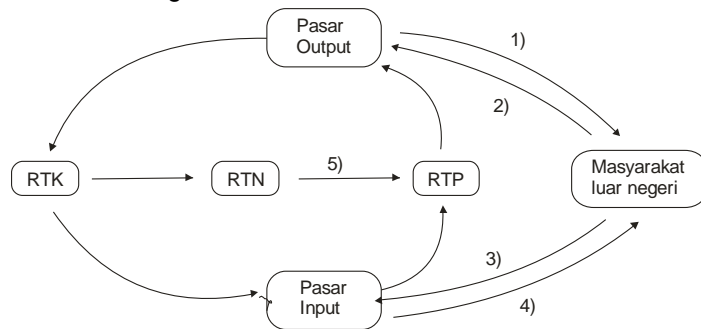 Pasar
Output
1)
2)
RTK
RTN
5)
RTP
Masyarakat
luar negeri
3)
4)
Pasar
Input